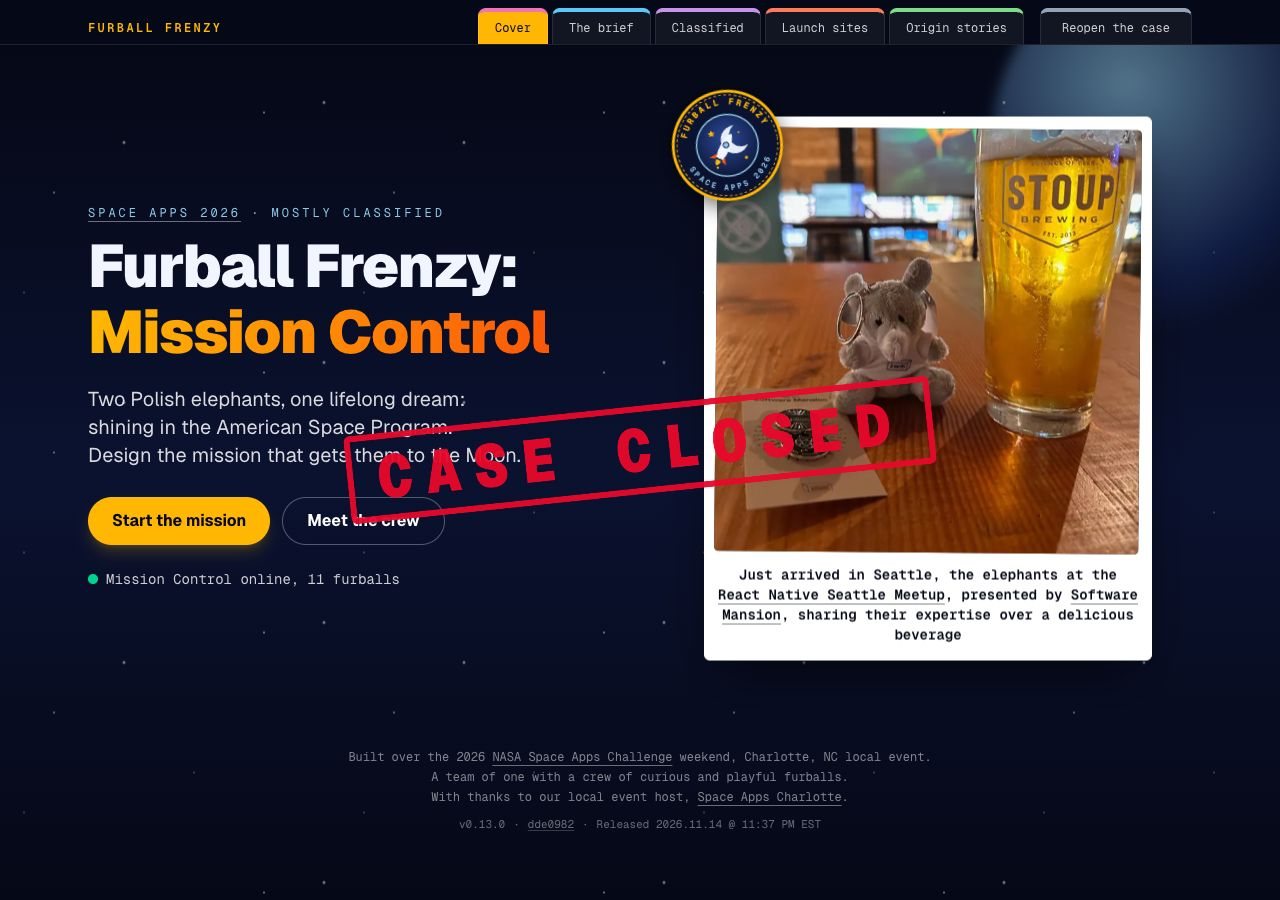 FURBALL FRENZY
Cover
The brief
Classified
Launch sites
Origin stories
Reopen the case
SPACE APPS 2026 · MOSTLY CLASSIFIED
Furball Frenzy:
Mission Control
Two Polish elephants, one lifelong dream:
shining in the American Space Program.
Design the mission that gets them to the Moon.
Start the mission
Meet the crew
Mission Control online, 11 furballs
CASE CLOSED
FURBALL FRENZY
SPACE APPS 2026
STOUP
BREWING
EST. 2013
Just arrived in Seattle, the elephants at the
React Native Seattle Meetup, presented by Software
Mansion, sharing their expertise over a delicious
beverage
Built over the 2026 NASA Space Apps Challenge weekend, Charlotte, NC local event.
A team of one with a crew of curious and playful furballs.
With thanks to our local event host, Space Apps Charlotte.
v0.13.0 · dde0982 · Released 2026.11.14 @ 11:37 PM EST